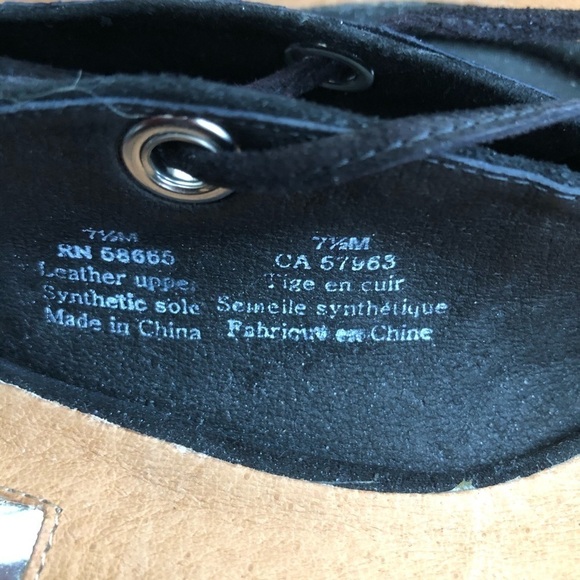 7½M
RN 58665
Leather upper
Synthetic sole
Made in China
7½M
CA 57963
Tige en cuir
Semelle synthétique
Fabriqué en Chine